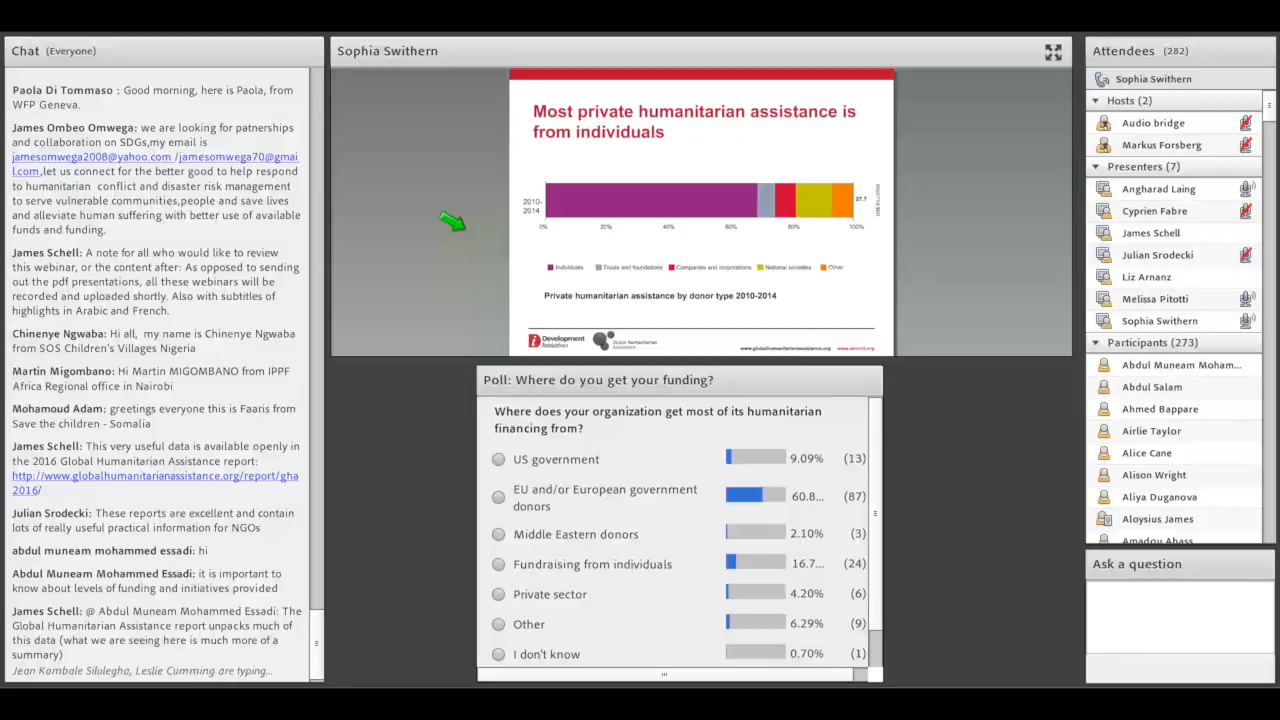 Chat (Everyone)
Paola Di Tommaso : Good morning, here is Paola, from
WFP Geneva.
James Ombeo Omwega: we are looking for patnerships
and collaboration on SDGs,my email is
jamesomwega2008@yahoo.com /jamesomwega70@gmai
l.com ,let us connect for the better good to help respond
to humanitarian conflict and disaster risk management
to serve vulnerable communities,people and save lives
and alleviate human suffering with better use of available
funds and funding.
James Schell: A note for all who would like to review
this webinar, or the content after: As opposed to sending
out the pdf presentations, all these webinars will be
recorded and uploaded shortly. Also with subtitles of
highlights in Arabic and French.
Chinenye Ngwaba: Hi all, my name is Chinenye Ngwaba
from SOS Children's Villages Nigeria
Martin Migombano: Hi Martin MIGOMBANO from IPPF
Africa Regional office in Nairobi
Mohamoud Adam: greetings everyone this is Faaris from
Save the children - Somalia
James Schell: This very useful data is available openly in
the 2016 Global Humanitarian Assistance report:
http://www.globalhumanitarianassistance.org/report/gha
2016/
Julian Srodecki: These reports are excellent and contain
lots of really useful practical information for NGOs
abdul muneam mohammed essadi: hi
Abdul Muneam Mohammed Essadi: it is important to
know about levels of funding and initiatives provided
James Schell: @ Abdul Muneam Mohammed Essadi: The
Global Humanitarian Assistance report unpacks much of
this data (what we are seeing here is much more of a
summary)
Jean Kambale Silulegha, Leslie Cumming are typing...
Sophia Swithern
Most private humanitarian assistance is
from individuals
2010-
2014
27.7
0% 20% 40% 60% 80% 100%
Individuals Trusts and foundations Companies and corporations National societies Other
Private humanitarian assistance by donor type 2010-2014
Development
Initiatives
Global Humanitarian
Assistance
www.globalhumanitarianassistance.org www.devinit.org
Poll: Where do you get your funding?
Where does your organization get most of its humanitarian
financing from?
US government 9.09% (13)
EU and/or European government
donors 60.8... (87)
Middle Eastern donors 2.10% (3)
Fundraising from individuals 16.7... (24)
Private sector 4.20% (6)
Other 6.29% (9)
I don't know 0.70% (1)
Attendees (282)
Sophia Swithern
Hosts (2)
Audio bridge
Markus Forsberg
Presenters (7)
Angharad Laing
Cyprien Fabre
James Schell
Julian Srodecki
Liz Arnanz
Melissa Pitotti
Sophia Swithern
Participants (273)
Abdul Muneam Moham...
Abdul Salam
Ahmed Bappare
Airlie Taylor
Alice Cane
Alison Wright
Aliya Duganova
Aloysius James
Amadou Abass
Ask a question